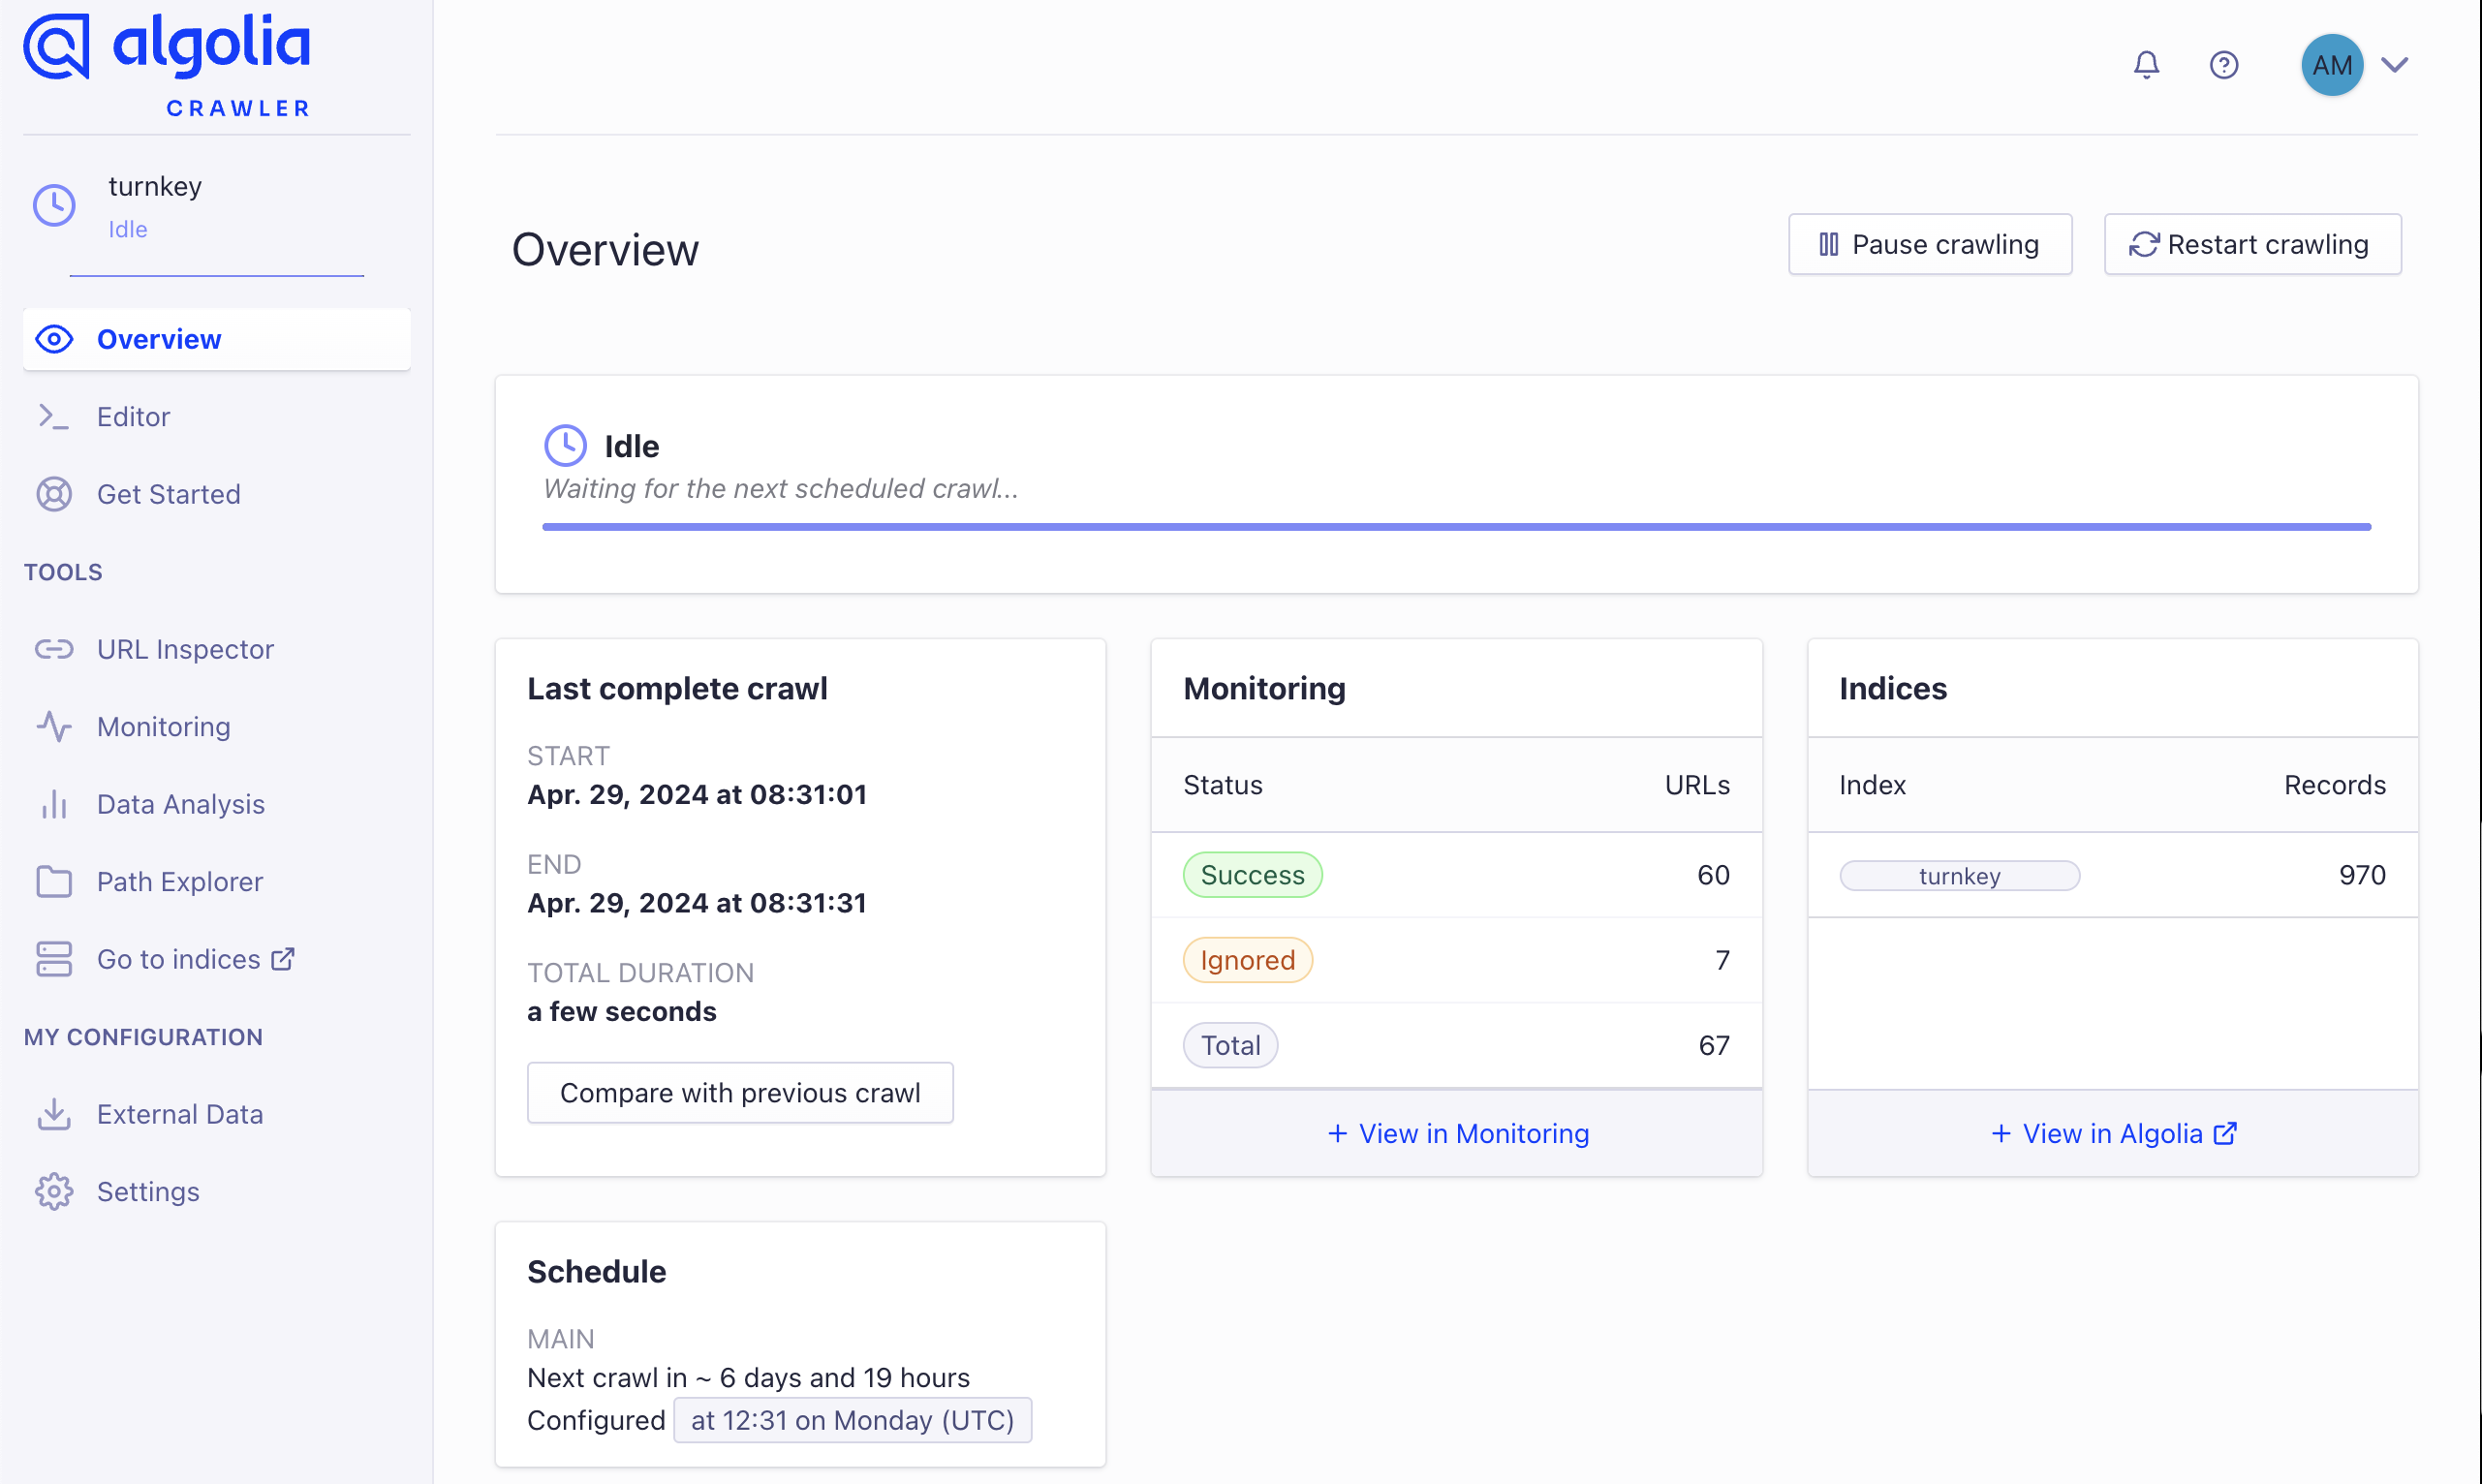 algolia
CRAWLER
turnkey
Idle
Overview
Editor
Get Started
TOOLS
URL Inspector
Monitoring
Data Analysis
Path Explorer
Go to indices
MY CONFIGURATION
External Data
Settings
AM
Overview
Pause crawling
Restart crawling
Idle
Waiting for the next scheduled crawl...
Last complete crawl
START
Apr. 29, 2024 at 08:31:01
END
Apr. 29, 2024 at 08:31:31
TOTAL DURATION
a few seconds
Compare with previous crawl
Monitoring
Status URLs
Success 60
Ignored 7
Total 67
+ View in Monitoring
Indices
Index Records
turnkey 970
+ View in Algolia
Schedule
MAIN
Next crawl in ~ 6 days and 19 hours
Configured at 12:31 on Monday (UTC)